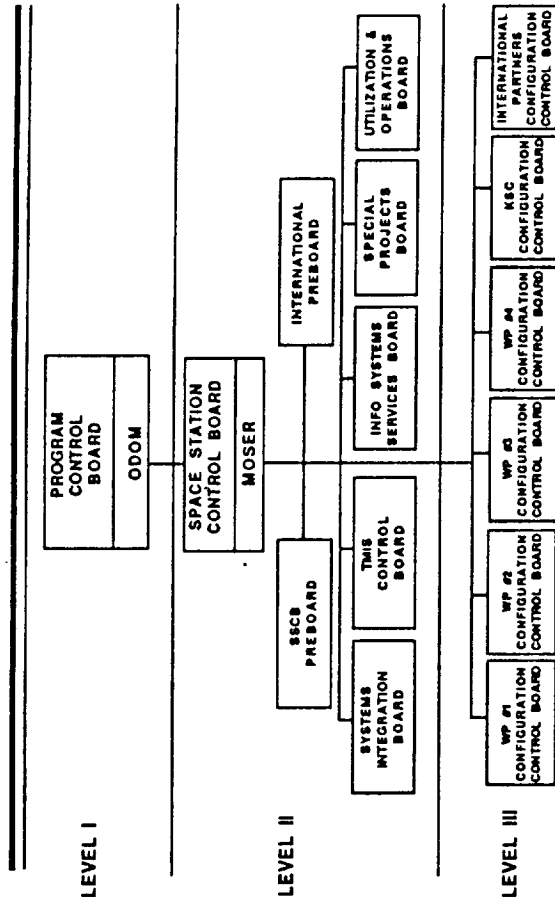 LEVEL I
PROGRAM
CONTROL
BOARD
ODOM
LEVEL II
SPACE STATION
CONTROL BOARD
MOSER
SSCB
PREBOARD
INTERNATIONAL
PREBOARD
SYSTEMS
INTEGRATION
BOARD
TMIS
CONTROL
BOARD
INFO SYSTEMS
SERVICES BOARD
SPECIAL
PROJECTS
BOARD
UTILIZATION &
OPERATIONS
BOARD
LEVEL III
WP #1
CONFIGURATION
CONTROL BOARD
WP #2
CONFIGURATION
CONTROL BOARD
WP #3
CONFIGURATION
CONTROL BOARD
WP #4
CONFIGURATION
CONTROL BOARD
KSC
CONFIGURATION
CONTROL BOARD
INTERNATIONAL
PARTNERS
CONFIGURATION
CONTROL BOARD